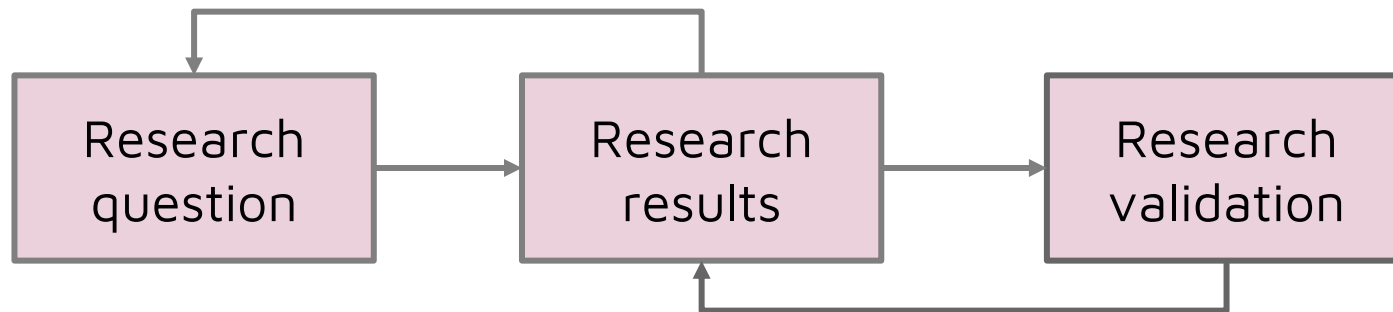 Research
question
Research
results
Research
validation